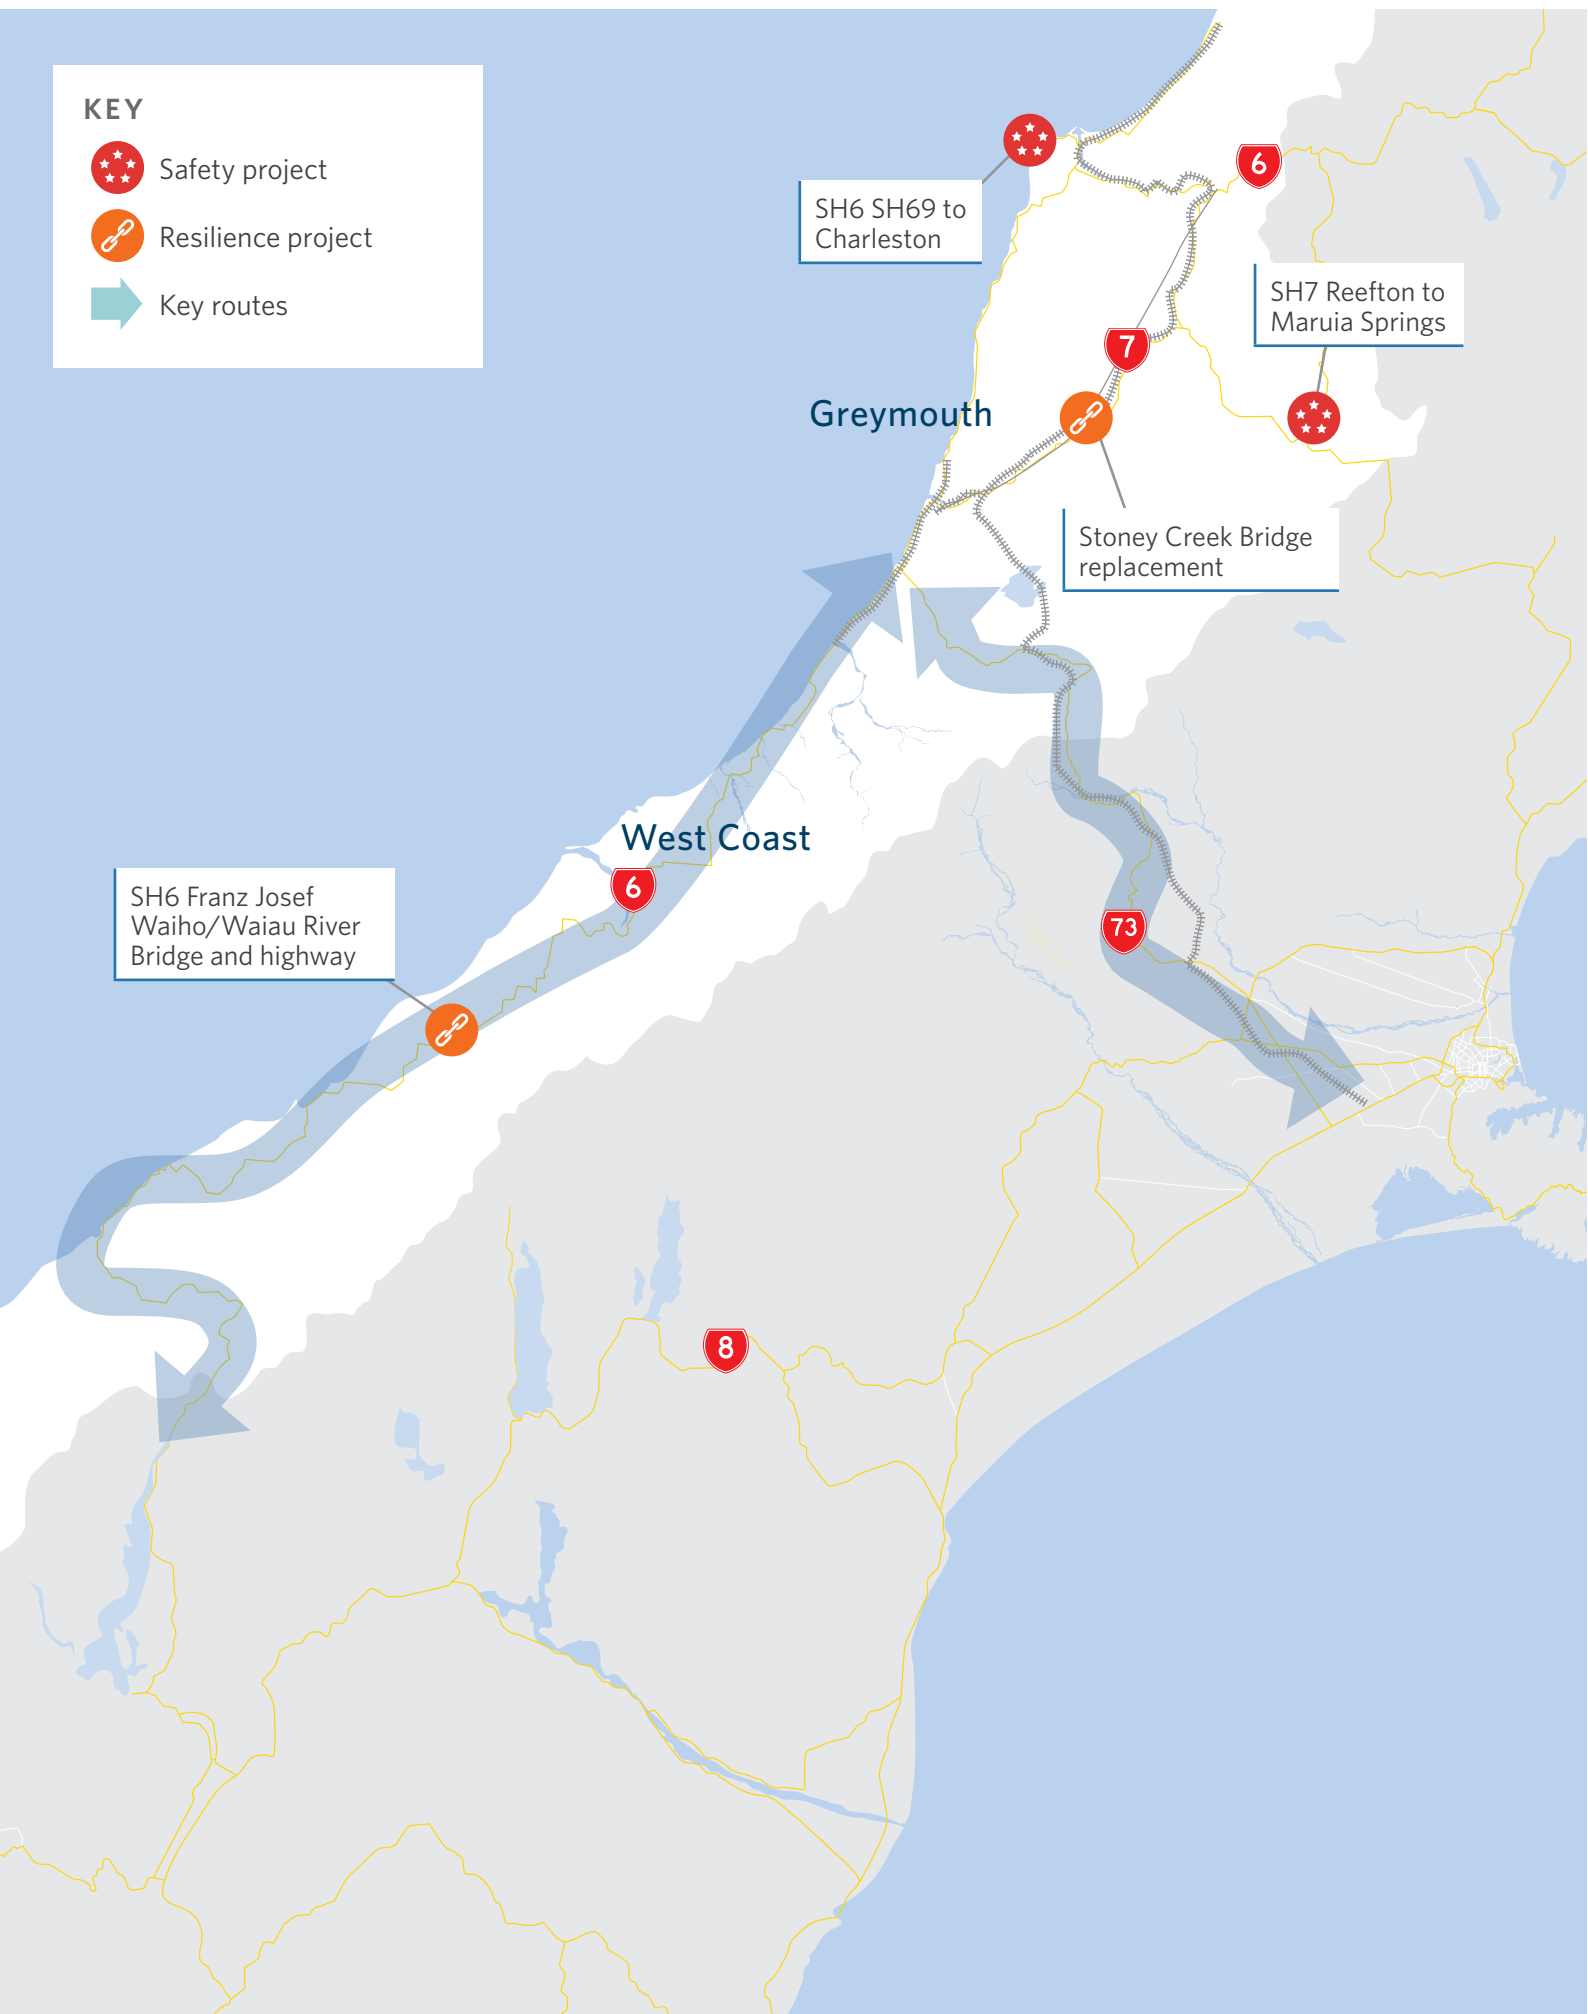 KEY
Safety project
Resilience project
Key routes
6
SH6 SH69 to
Charleston
SH7 Reefton to
Maruia Springs
7
Greymouth
Stoney Creek Bridge
replacement
West Coast
6
SH6 Franz Josef
Waiho/Waiau River
Bridge and highway
73
8